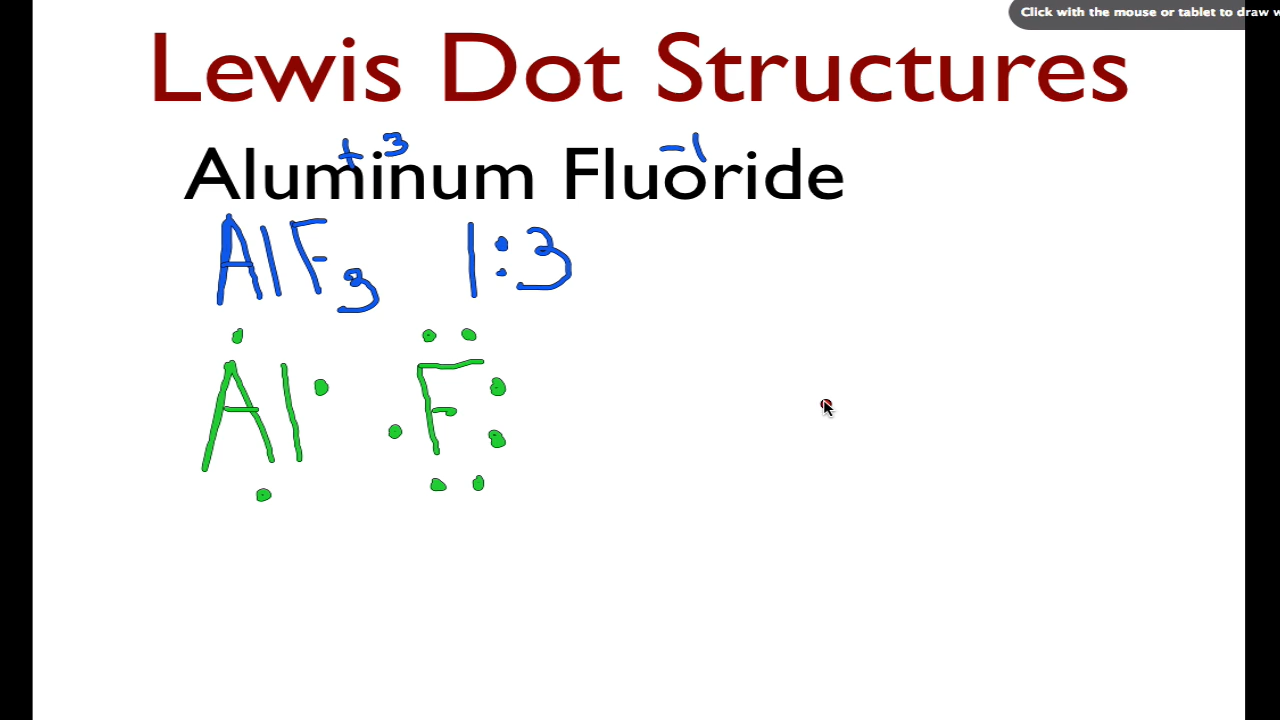 Click with the mouse or tablet to draw w
Lewis Dot Structures
+3 -1
Aluminum Fluoride
AlF3 1:3
Al F